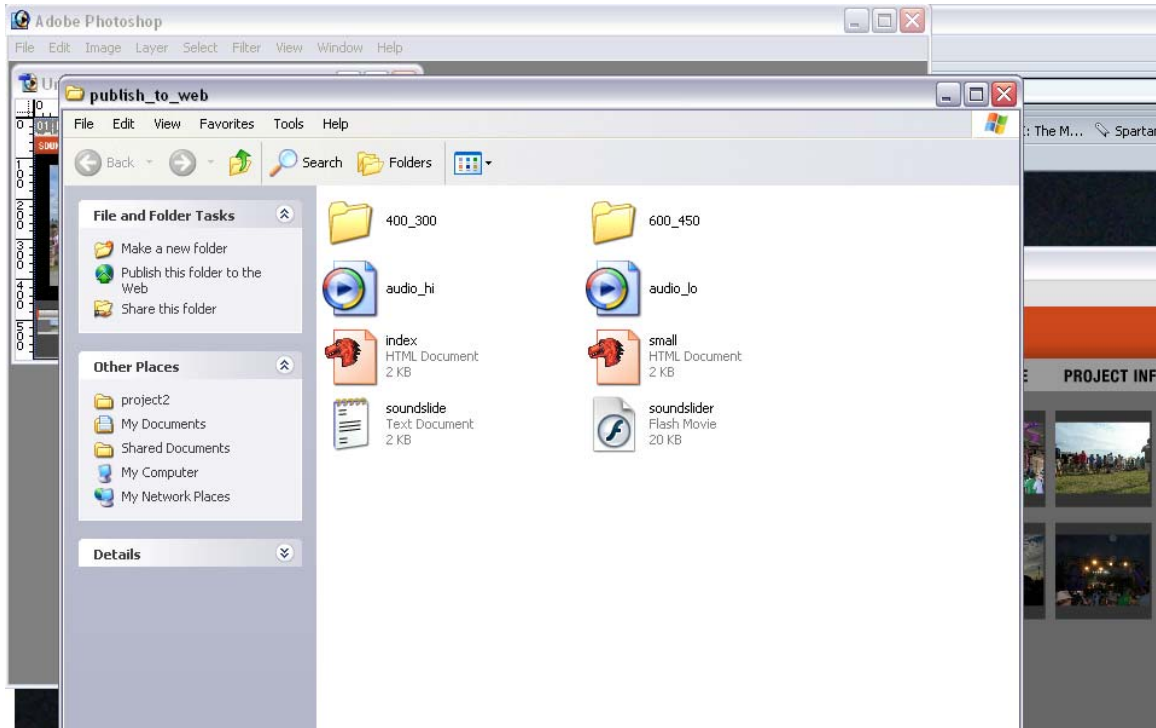 Adobe Photoshop
File Edit Image Layer Select Filter View Window Help
publish_to_web
File Edit View Favorites Tools Help
: The M... Spartan
Back Search Folders
File and Folder Tasks
Make a new folder
Publish this folder to the
Web
Share this folder
Other Places
project2
My Documents
Shared Documents
My Computer
My Network Places
Details
400_300
600_450
audio_hi
audio_lo
index
HTML Document
2 KB
small
HTML Document
2 KB
soundslide
Text Document
2 KB
soundslider
Flash Movie
20 KB
E PROJECT INF